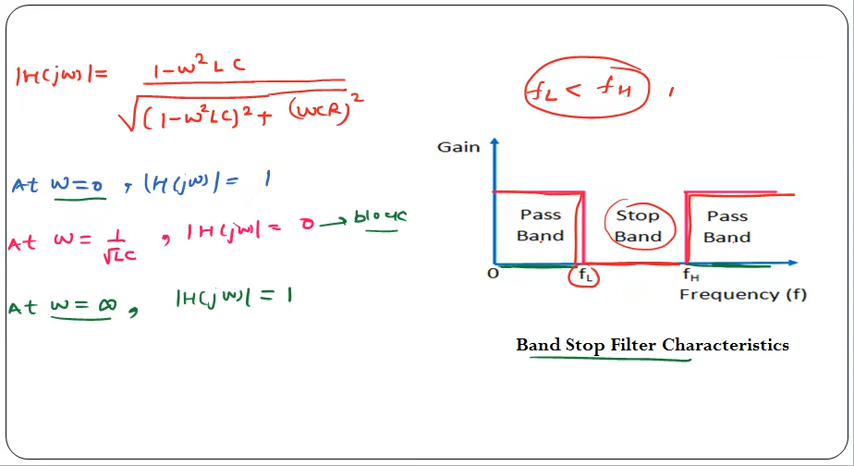 |H(jω)| = 1-ω²LC / √(1-ω²LC)² + (ωCR)²
At ω=0 , |H(jω)| = 1
At ω = 1/√LC , |H(jω)| = 0 → block
At ω = ∞ , |H(jω)| = 1
fL < fH ,
Gain
Pass Band
Stop Band
Pass Band
0 fL fH
Frequency (f)
Band Stop Filter Characteristics